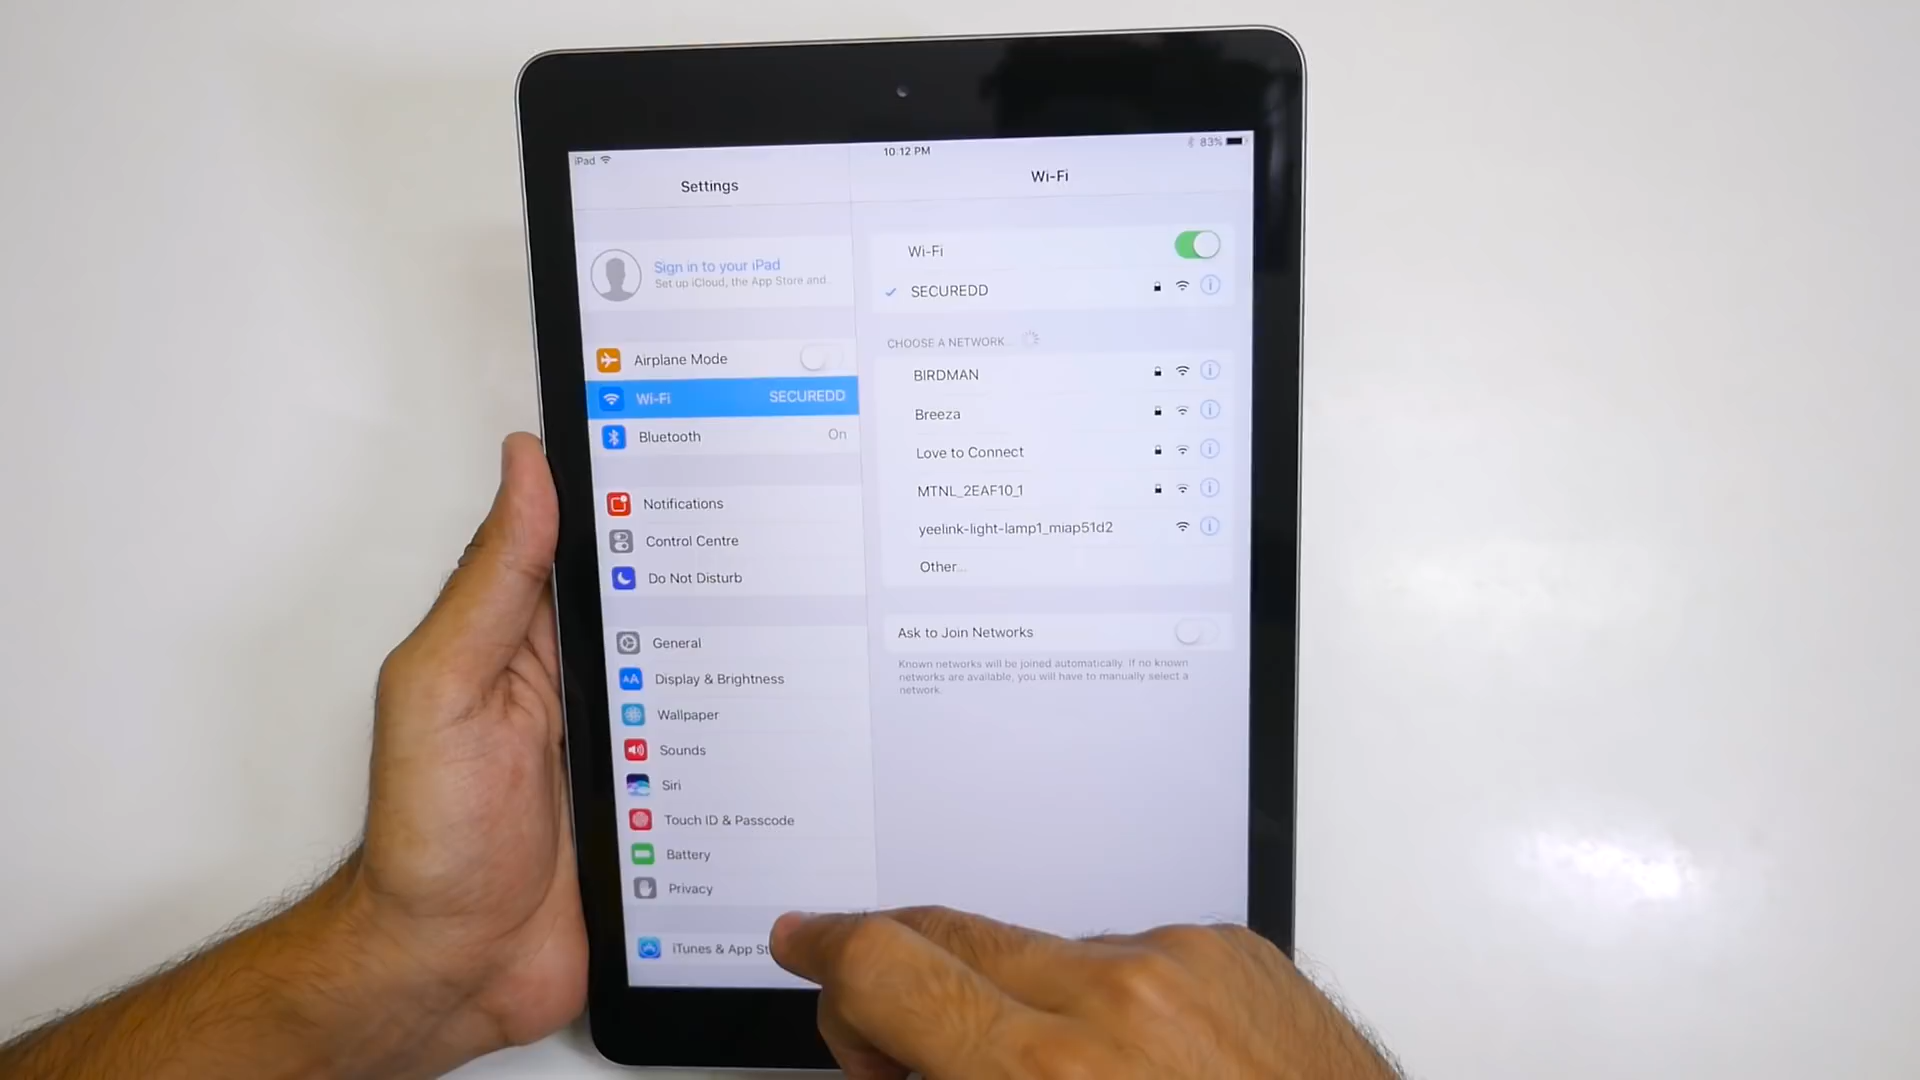 iPad
10:12 PM
83%
Settings
Wi-Fi
Sign in to your iPad
Set up iCloud, the App Store and
Airplane Mode
Wi-Fi
SECUREDD
Bluetooth
On
Notifications
Control Centre
Do Not Disturb
General
AA
Display & Brightness
Wallpaper
Sounds
Siri
Touch ID & Passcode
Battery
Privacy
iTunes & App St
Wi-Fi
SECUREDD
CHOOSE A NETWORK...
BIRDMAN
Breeza
Love to Connect
MTNL_2EAF10_1
yeelink-light-lamp1_miap51d2
Other...
Ask to Join Networks
Known networks will be joined automatically. If no known
networks are available, you will have to manually select a
network.